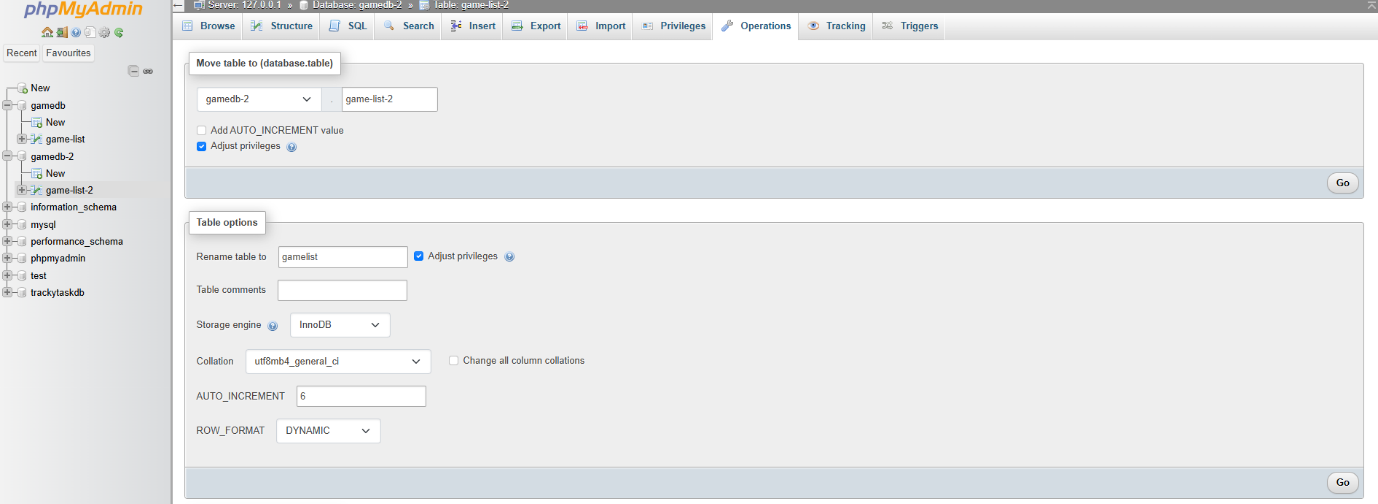 phpMyAdmin
Recent Favourites
New
gamedb
New
game-list
gamedb-2
New
game-list-2
information_schema
mysql
performance_schema
phpmyadmin
test
trackytaskdb
Server: 127.0.0.1 » Database: gamedb-2 » Table: game-list-2
Browse Structure SQL Search Insert Export Import Privileges Operations Tracking Triggers
Move table to (database.table)
gamedb-2 . game-list-2
Add AUTO_INCREMENT value
Adjust privileges
Go
Table options
Rename table to gamelist Adjust privileges
Table comments
Storage engine InnoDB
Collation utf8mb4_general_ci Change all column collations
AUTO_INCREMENT 6
ROW_FORMAT DYNAMIC
Go